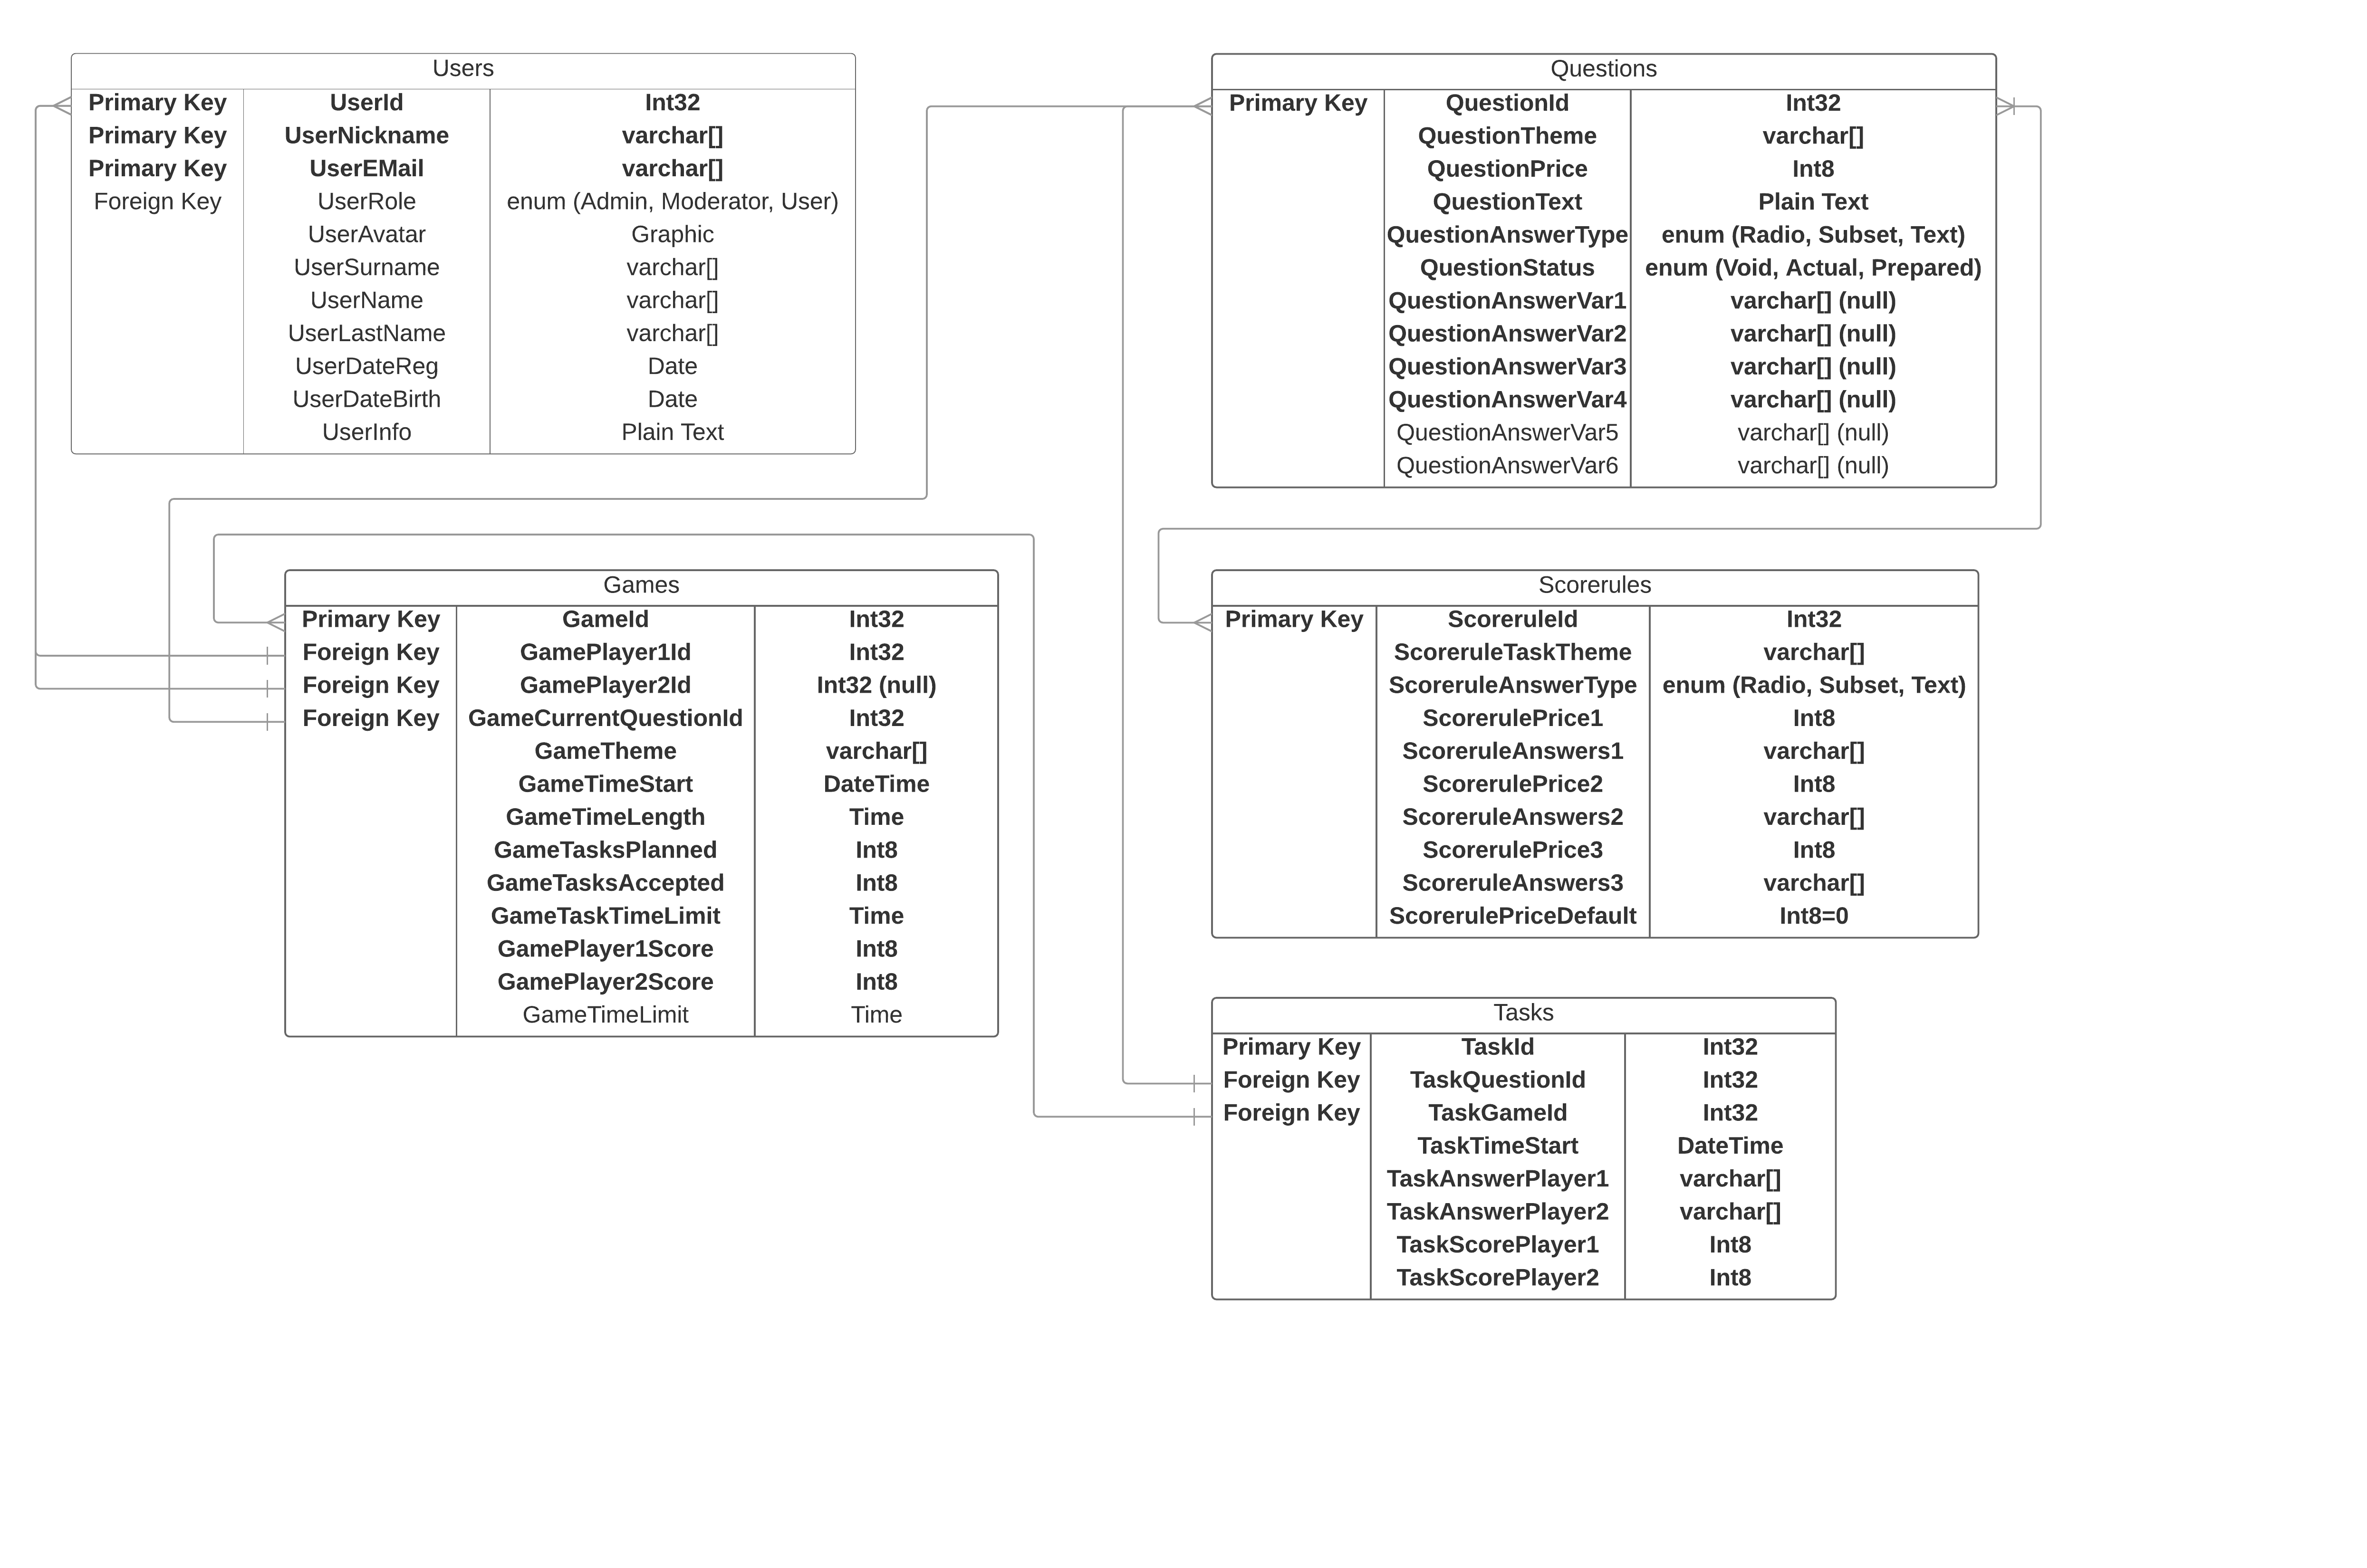 Users
Primary Key UserId Int32
Primary Key UserNickname varchar[]
Primary Key UserEMail varchar[]
Foreign Key UserRole enum (Admin, Moderator, User)
UserAvatar Graphic
UserSurname varchar[]
UserName varchar[]
UserLastName varchar[]
UserDateReg Date
UserDateBirth Date
UserInfo Plain Text
Questions
Primary Key QuestionId Int32
QuestionTheme varchar[]
QuestionPrice Int8
QuestionText Plain Text
QuestionAnswerType enum (Radio, Subset, Text)
QuestionStatus enum (Void, Actual, Prepared)
QuestionAnswerVar1 varchar[] (null)
QuestionAnswerVar2 varchar[] (null)
QuestionAnswerVar3 varchar[] (null)
QuestionAnswerVar4 varchar[] (null)
QuestionAnswerVar5 varchar[] (null)
QuestionAnswerVar6 varchar[] (null)
Games
Primary Key GameId Int32
Foreign Key GamePlayer1Id Int32
Foreign Key GamePlayer2Id Int32 (null)
Foreign Key GameCurrentQuestionId Int32
GameTheme varchar[]
GameTimeStart DateTime
GameTimeLength Time
GameTasksPlanned Int8
GameTasksAccepted Int8
GameTaskTimeLimit Time
GamePlayer1Score Int8
GamePlayer2Score Int8
GameTimeLimit Time
Scorerules
Primary Key ScoreruleId Int32
ScoreruleTaskTheme varchar[]
ScoreruleAnswerType enum (Radio, Subset, Text)
ScorerulePrice1 Int8
ScoreruleAnswers1 varchar[]
ScorerulePrice2 Int8
ScoreruleAnswers2 varchar[]
ScorerulePrice3 Int8
ScoreruleAnswers3 varchar[]
ScorerulePriceDefault Int8=0
Tasks
Primary Key TaskId Int32
Foreign Key TaskQuestionId Int32
Foreign Key TaskGameId Int32
TaskTimeStart DateTime
TaskAnswerPlayer1 varchar[]
TaskAnswerPlayer2 varchar[]
TaskScorePlayer1 Int8
TaskScorePlayer2 Int8